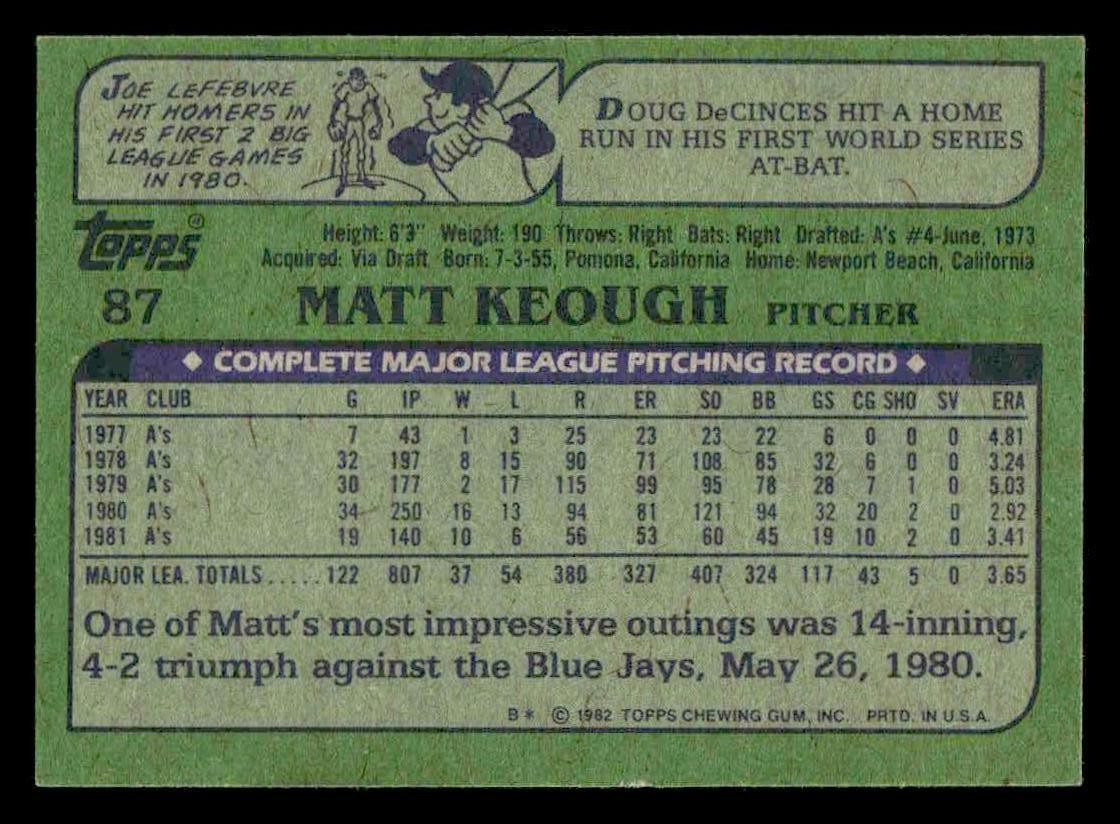 JOE LEFEBVRE
HIT HOMERS IN
HIS FIRST 2 BIG
LEAGUE GAMES
IN 1980.
DOUG DeCINCES HIT A HOME
RUN IN HIS FIRST WORLD SERIES
AT-BAT.
topps®
Height: 6'3" Weight: 190 Throws: Right Bats: Right Drafted: A's #4-June, 1973
Acquired: Via Draft Born: 7-3-55, Pomona, California Home: Newport Beach, California
87 MATT KEOUGH PITCHER
◆ COMPLETE MAJOR LEAGUE PITCHING RECORD ◆
YEAR CLUB G IP W L R ER SO BB GS CG SHO SV ERA
1977 A's 7 43 1 3 25 23 23 22 6 0 0 0 4.81
1978 A's 32 197 8 15 90 71 108 85 32 6 0 0 3.24
1979 A's 30 177 2 17 115 99 95 78 28 7 1 0 5.03
1980 A's 34 250 16 13 94 81 121 94 32 20 2 0 2.92
1981 A's 19 140 10 6 56 53 60 45 19 10 2 0 3.41
MAJOR LEA. TOTALS.....122 807 37 54 380 327 407 324 117 43 5 0 3.65
One of Matt's most impressive outings was 14-inning,
4-2 triumph against the Blue Jays, May 26, 1980.
B* © 1982 TOPPS CHEWING GUM, INC. PRTD. IN U.S.A.